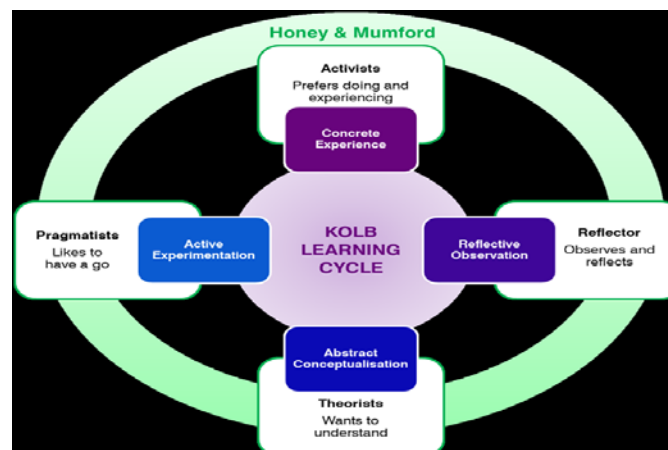 Honey & Mumford
Activists
Prefers doing and
experiencing
Concrete
Experience
Pragmatists
Likes to
have a go
Active
Experimentation
KOLB
LEARNING
CYCLE
Reflective
Observation
Reflector
Observes and
reflects
Abstract
Conceptualisation
Theorists
Wants to
understand